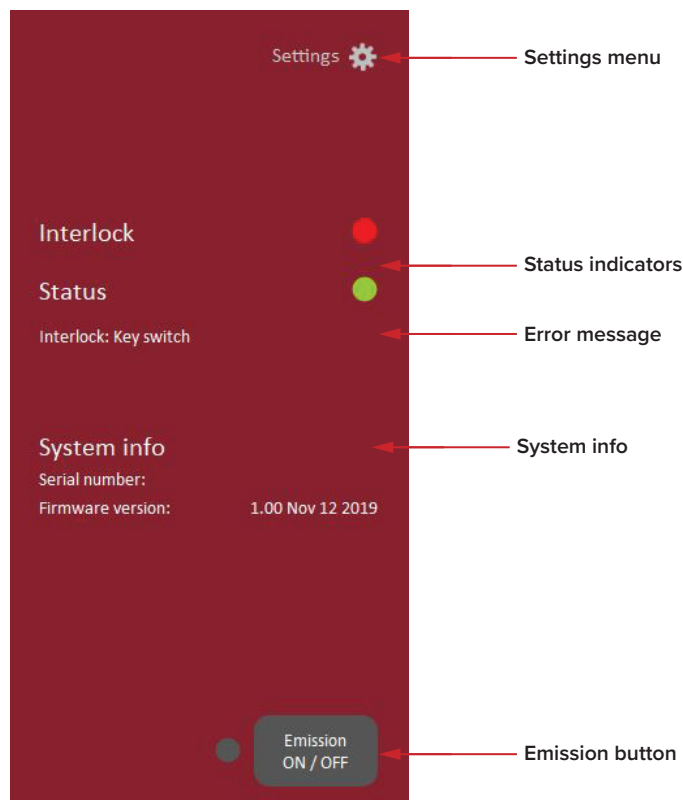 Settings
Settings menu
Interlock
Status indicators
Status
Interlock: Key switch
Error message
System info
System info
Serial number:
Firmware version: 1.00 Nov 12 2019
Emission
ON / OFF
Emission button